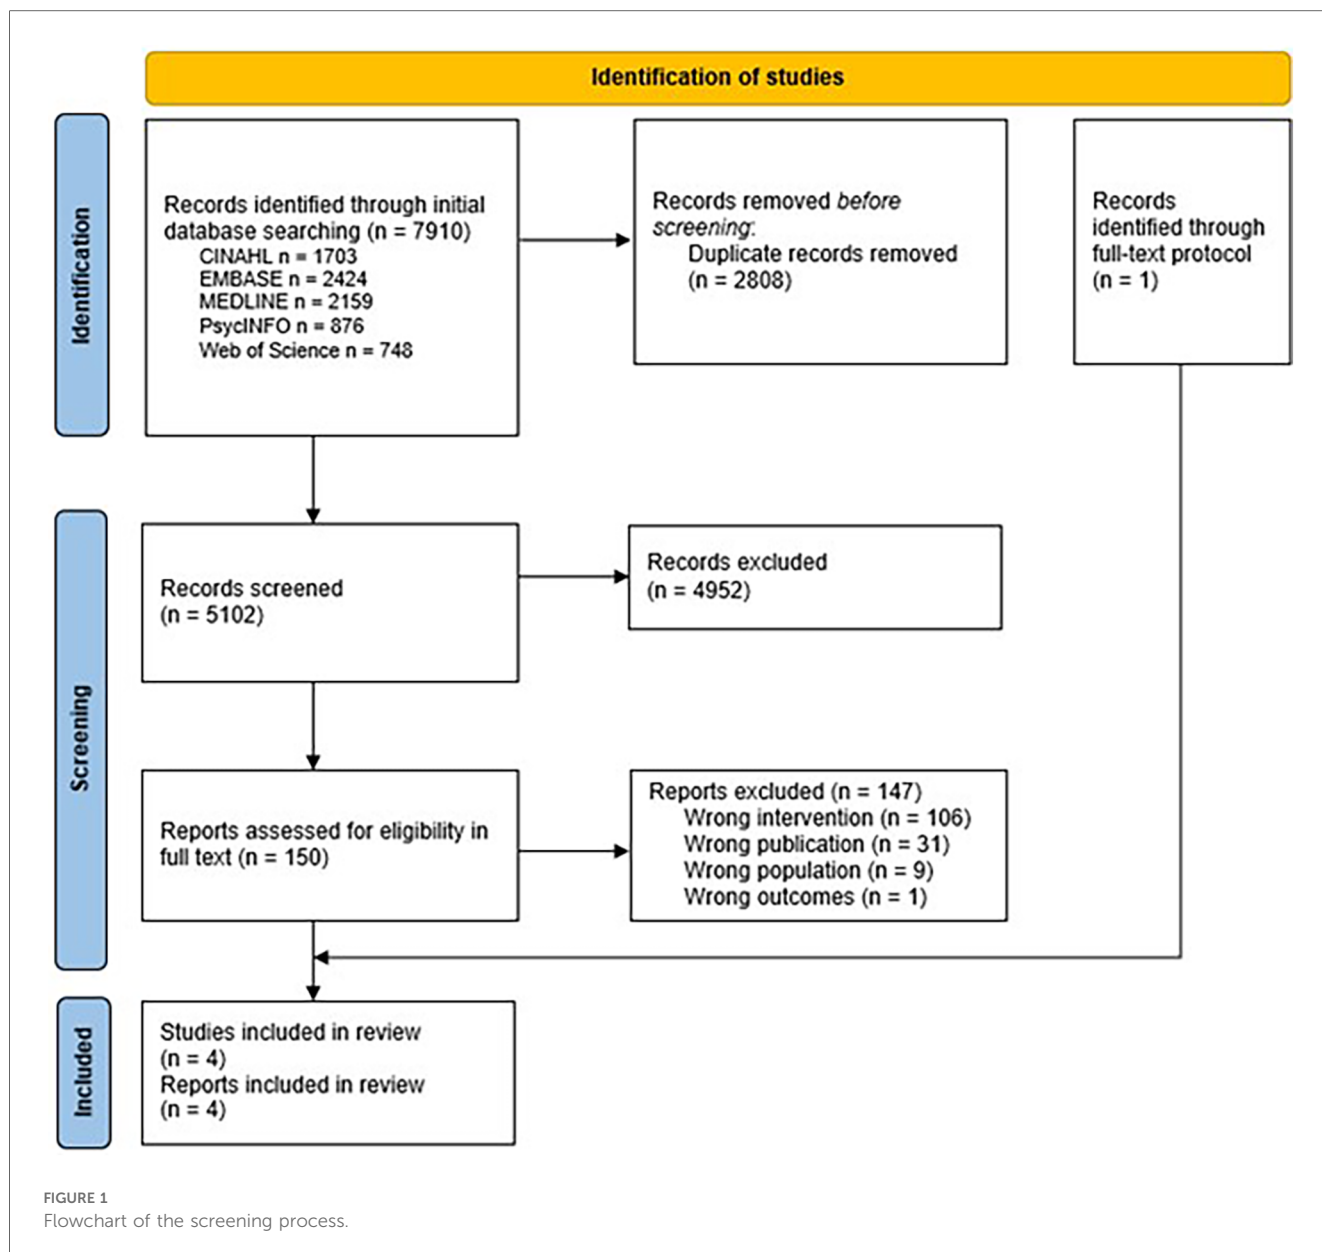 Identification of studies
Identification
Records identified through initial
database searching (n = 7910)
CINAHL n = 1703
EMBASE n = 2424
MEDLINE n = 2159
PsycINFO n = 876
Web of Science n = 748
Records removed before
screening:
Duplicate records removed
(n = 2808)
Records
identified through
full-text protocol
(n = 1)
Screening
Records screened
(n = 5102)
Records excluded
(n = 4952)
Reports assessed for eligibility in
full text (n = 150)
Reports excluded (n = 147)
Wrong intervention (n = 106)
Wrong publication (n = 31)
Wrong population (n = 9)
Wrong outcomes (n = 1)
Included
Studies included in review
(n = 4)
Reports included in review
(n = 4)
FIGURE 1
Flowchart of the screening process.